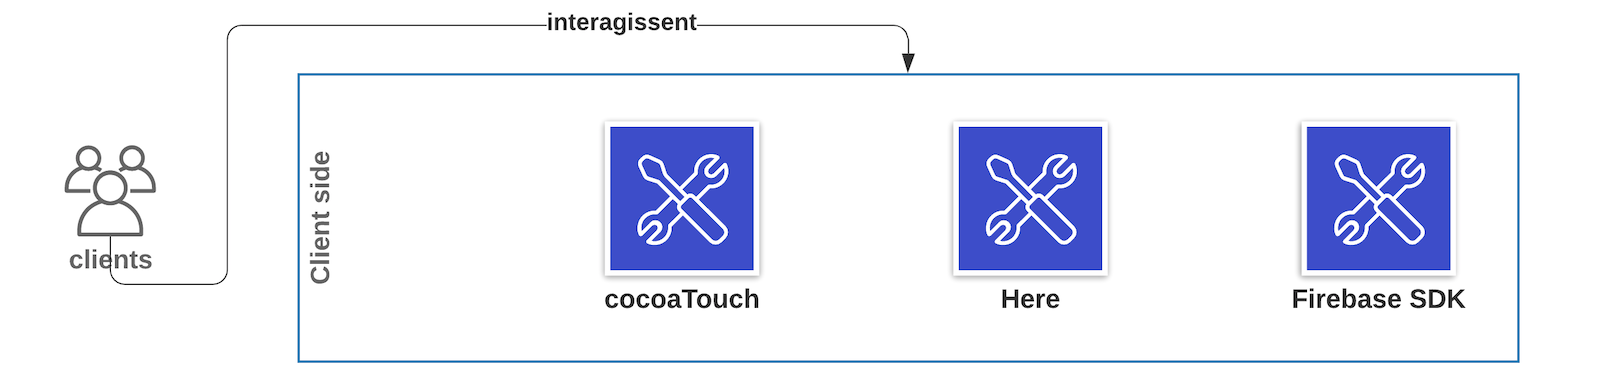 interagissent
clients
Client side
cocoaTouch
Here
Firebase SDK